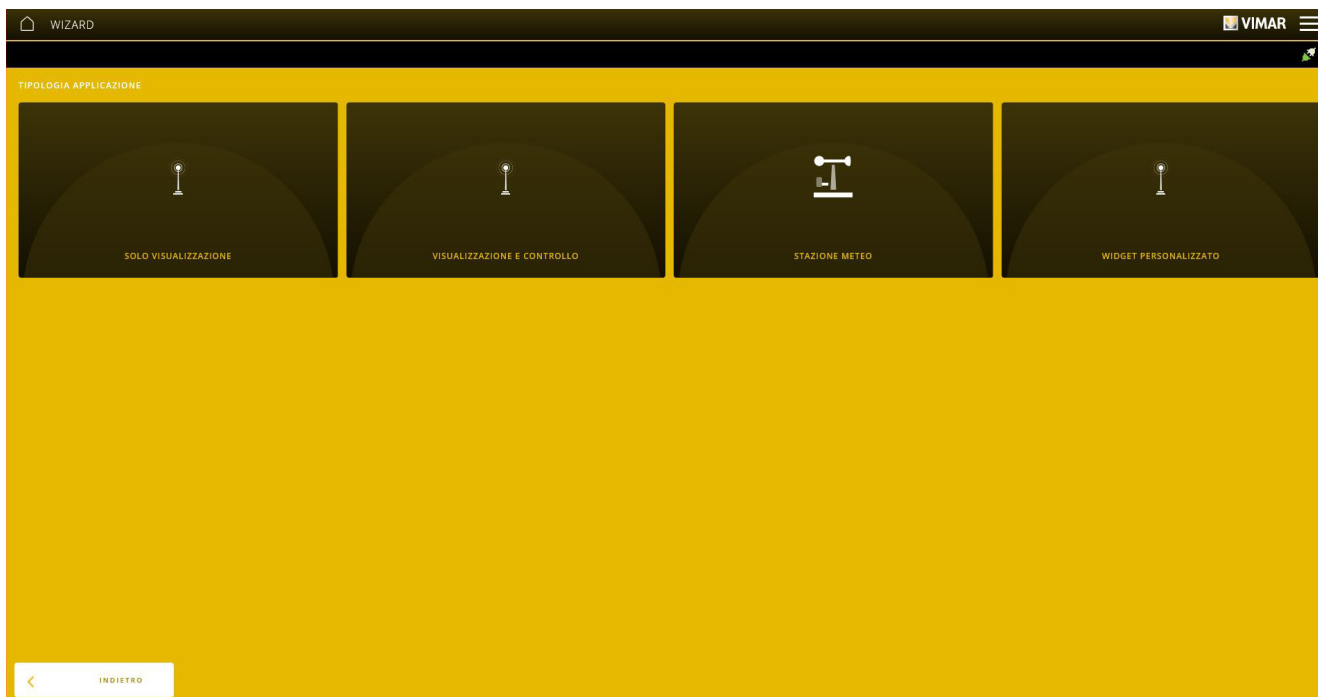 WIZARD
VIMAR
TIPOLOGIA APPLICAZIONE
SOLO VISUALIZZAZIONE
VISUALIZZAZIONE E CONTROLLO
STAZIONE METEO
WIDGET PERSONALIZZATO
INDIETRO